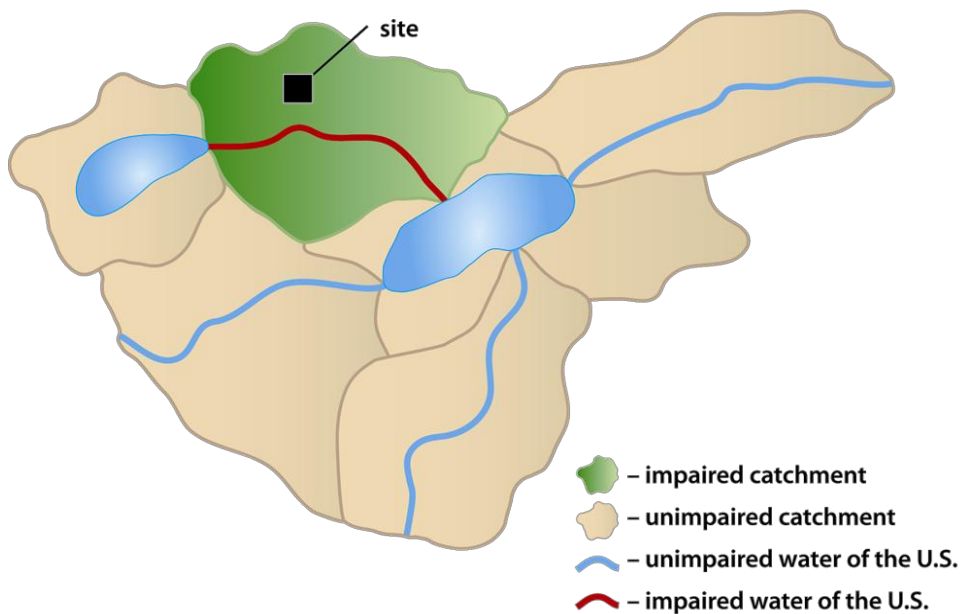 site
– impaired catchment
– unimpaired catchment
– unimpaired water of the U.S.
– impaired water of the U.S.